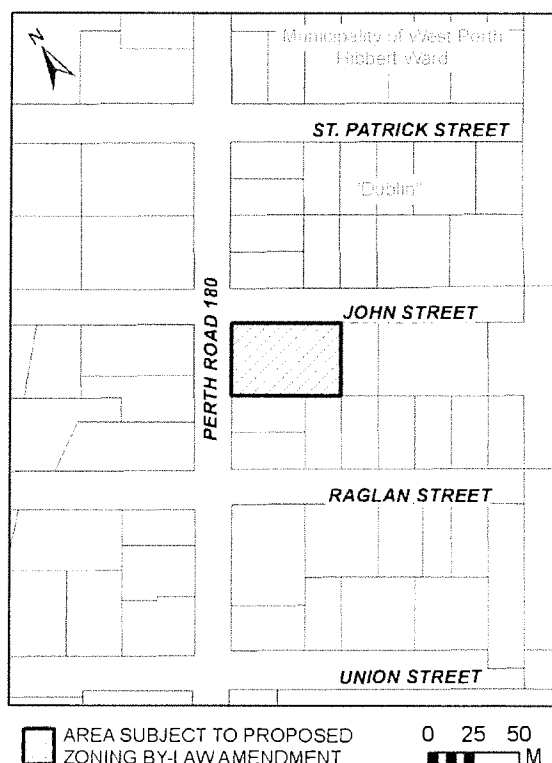 N
Municipality of West Perth
Hibbert Ward
ST. PATRICK STREET
"Dublin"
PERTH ROAD 180
JOHN STREET
RAGLAN STREET
UNION STREET
AREA SUBJECT TO PROPOSED
ZONING BY-LAW AMENDMENT
0 25 50
M